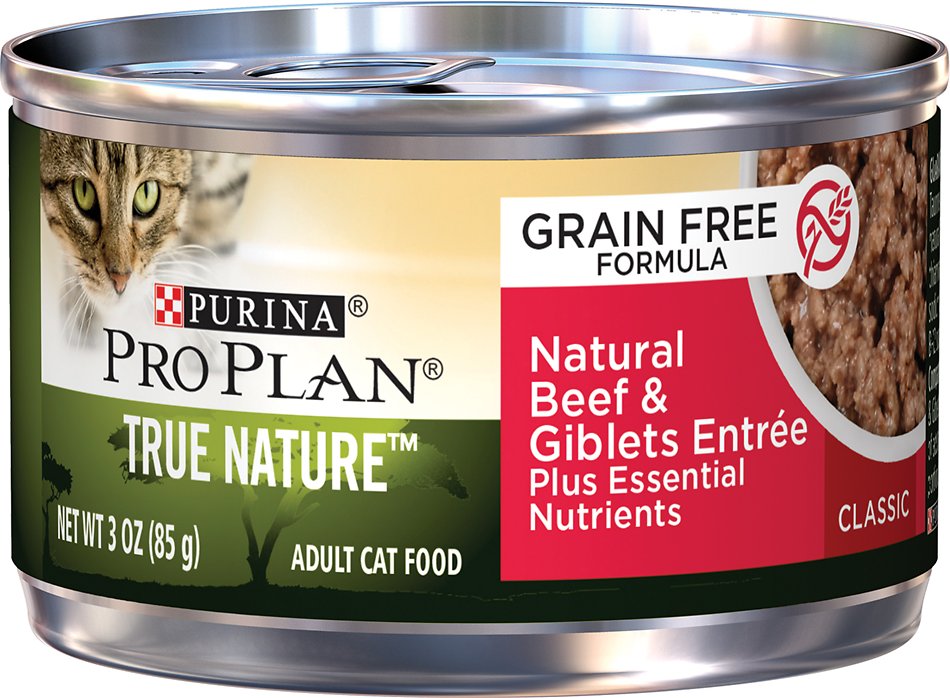 PURINA®
PRO PLAN®
TRUE NATURE™
NET WT 3 OZ (85 g)
ADULT CAT FOOD
GRAIN FREE
FORMULA
Natural
Beef &
Giblets Entrée
Plus Essential
Nutrients
CLASSIC